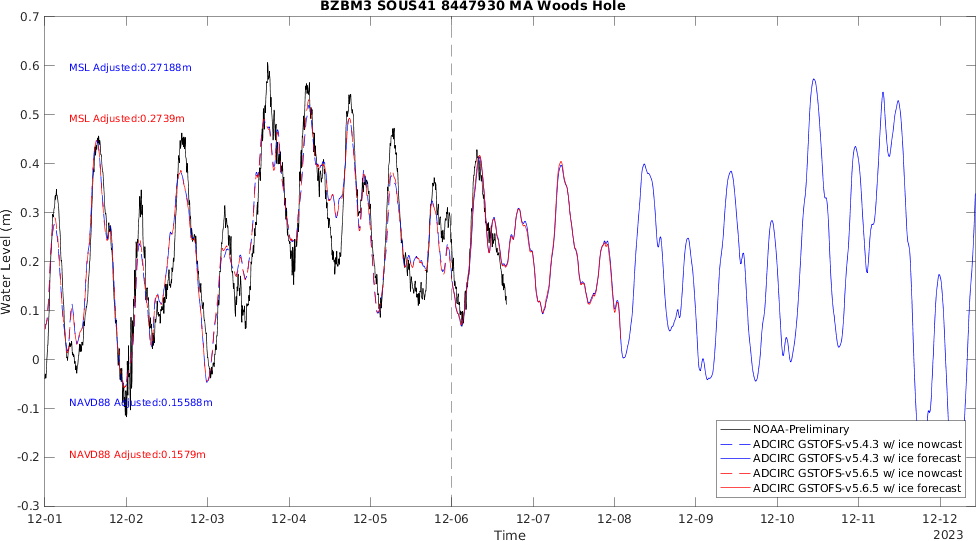 BZBM3 SOUS41 8447930 MA Woods Hole
0.7
0.6
0.5
0.4
0.3
0.2
0.1
0
-0.1
-0.2
-0.3
Water Level (m)
MSL Adjusted:0.27188m
MSL Adjusted:0.2739m
NAVD88 Adjusted:0.15588m
NAVD88 Adjusted:0.1579m
NOAA-Preliminary
ADCIRC GSTOFS-v5.4.3 w/ ice nowcast
ADCIRC GSTOFS-v5.4.3 w/ ice forecast
ADCIRC GSTOFS-v5.6.5 w/ ice nowcast
ADCIRC GSTOFS-v5.6.5 w/ ice forecast
12-01 12-02 12-03 12-04 12-05 12-06 12-07 12-08 12-09 12-10 12-11 12-12
Time
2023